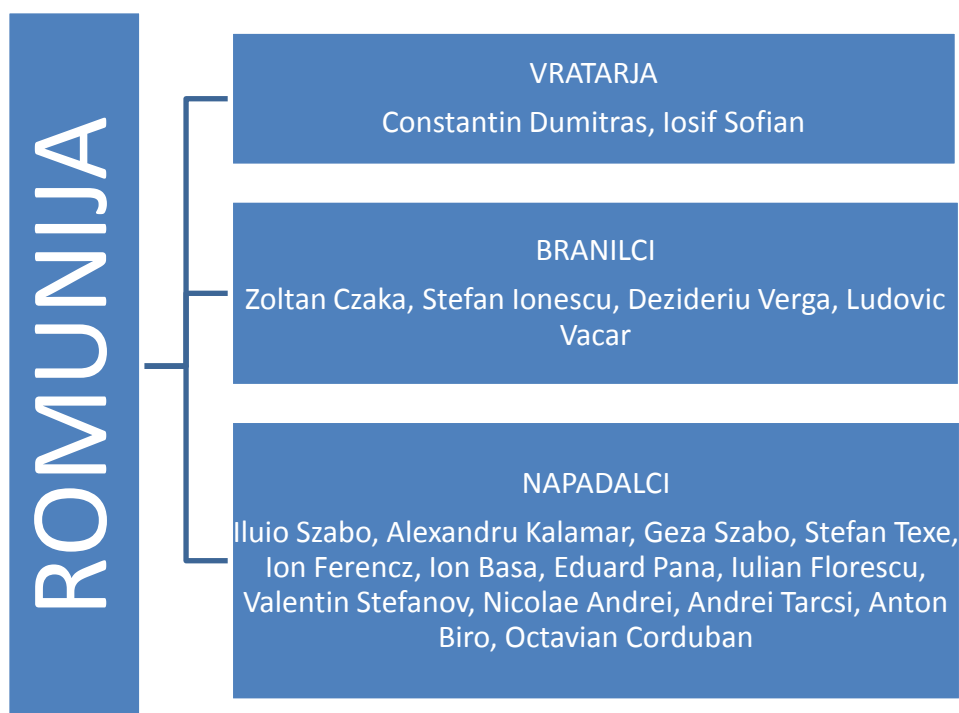 ROMUNIJA
VRATARJA
Constantin Dumitras, Iosif Sofian
BRANILCI
Zoltan Czaka, Stefan Ionescu, Dezideriu Verga, Ludovic
Vacar
NAPADALCI
Iluio Szabo, Alexandru Kalamar, Geza Szabo, Stefan Texe,
Ion Ferencz, Ion Basa, Eduard Pana, Iulian Florescu,
Valentin Stefanov, Nicolae Andrei, Andrei Tarcsi, Anton
Biro, Octavian Corduban